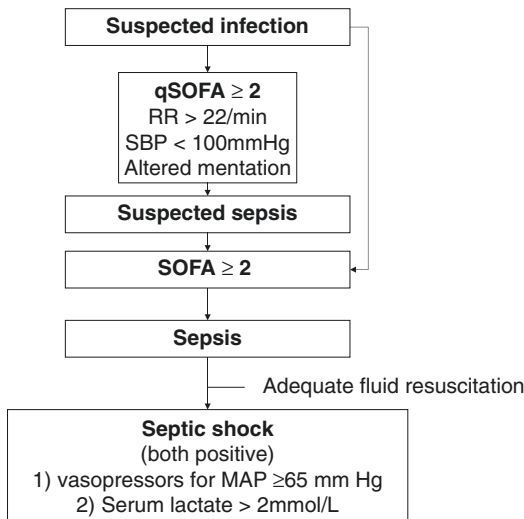 Suspected infection
qSOFA ≥ 2
RR > 22/min
SBP < 100mmHg
Altered mentation
Suspected sepsis
SOFA ≥ 2
Sepsis
Adequate fluid resuscitation
Septic shock
(both positive)
1) vasopressors for MAP ≥65 mm Hg
2) Serum lactate > 2mmol/L